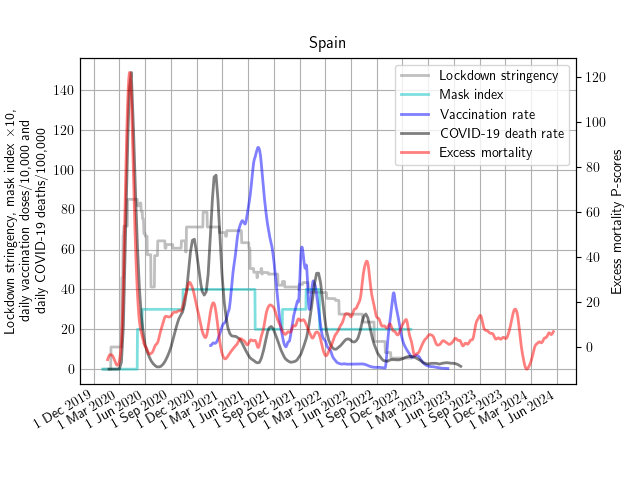 Spain
Lockdown stringency, mask index ×10,
daily vaccination doses/10,000 and
daily COVID-19 deaths/100,000
140
120
100
80
60
40
20
0
Lockdown stringency
Mask index
Vaccination rate
COVID-19 death rate
Excess mortality
120
100
80
60
40
20
0
Excess mortality P-scores
1 Dec 2019
1 Mar 2020
1 Jun 2020
1 Sep 2020
1 Dec 2020
1 Mar 2021
1 Jun 2021
1 Sep 2021
1 Dec 2021
1 Mar 2022
1 Jun 2022
1 Sep 2022
1 Dec 2022
1 Mar 2023
1 Jun 2023
1 Sep 2023
1 Dec 2023
1 Mar 2024
1 Jun 2024